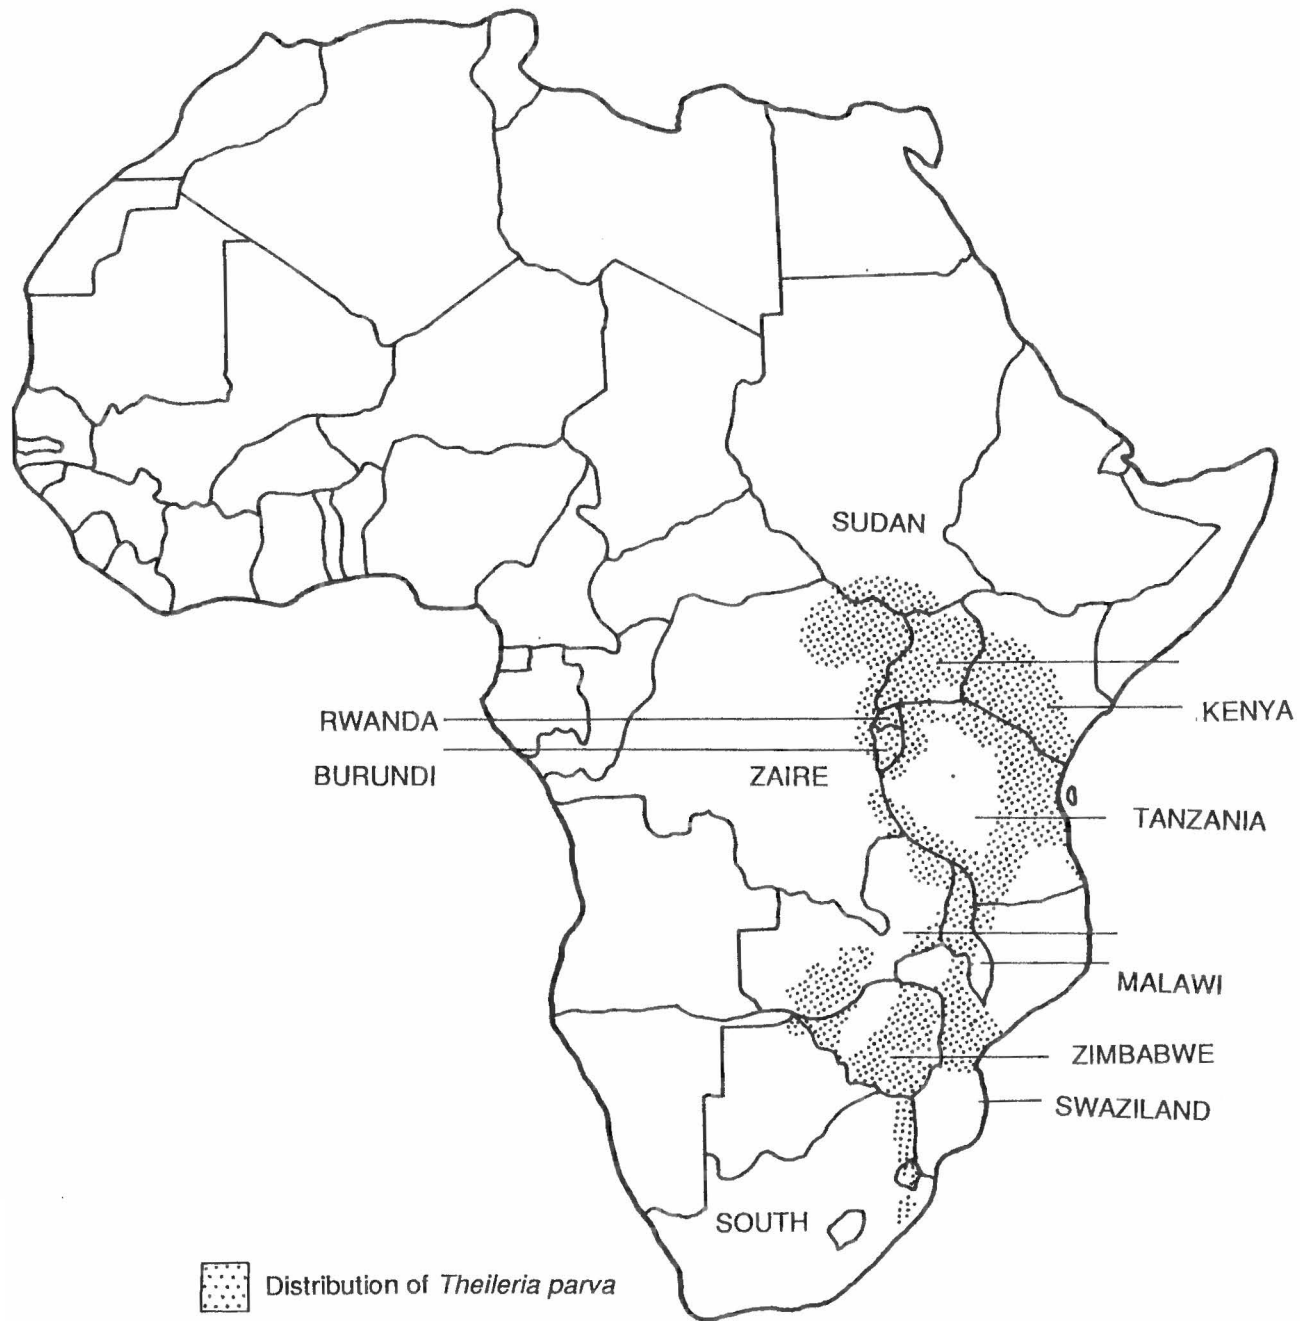 SUDAN
RWANDA
KENYA
BURUNDI
ZAIRE
TANZANIA
MALAWI
ZIMBABWE
SWAZILAND
SOUTH
Distribution of Theileria parva